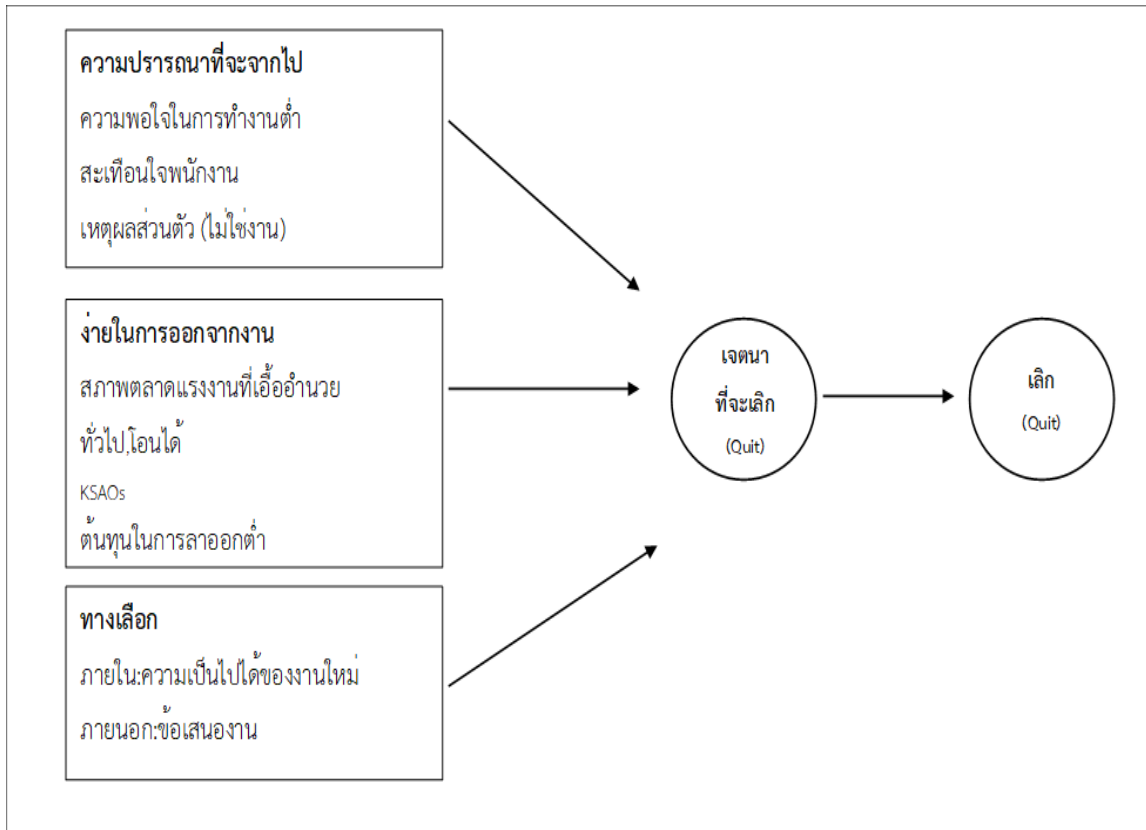 ความปรารถนาที่จะจากไป
ความพอใจในการทำงานต่ำ
สะเทือนใจพนักงาน
เหตุผลส่วนตัว (ไม่ใช่งาน)
ง่ายในการออกจากงาน
สภาพตลาดแรงงานที่เอื้ออำนวย
ทั่วไป,โอนได้
KSAOs
ต้นทุนในการลาออกต่ำ
ทางเลือก
ภายใน:ความเป็นไปได้ของงานใหม่
ภายนอก:ข้อเสนองาน
เจตนา
ที่จะเลิก
(Quit)
เลิก
(Quit)